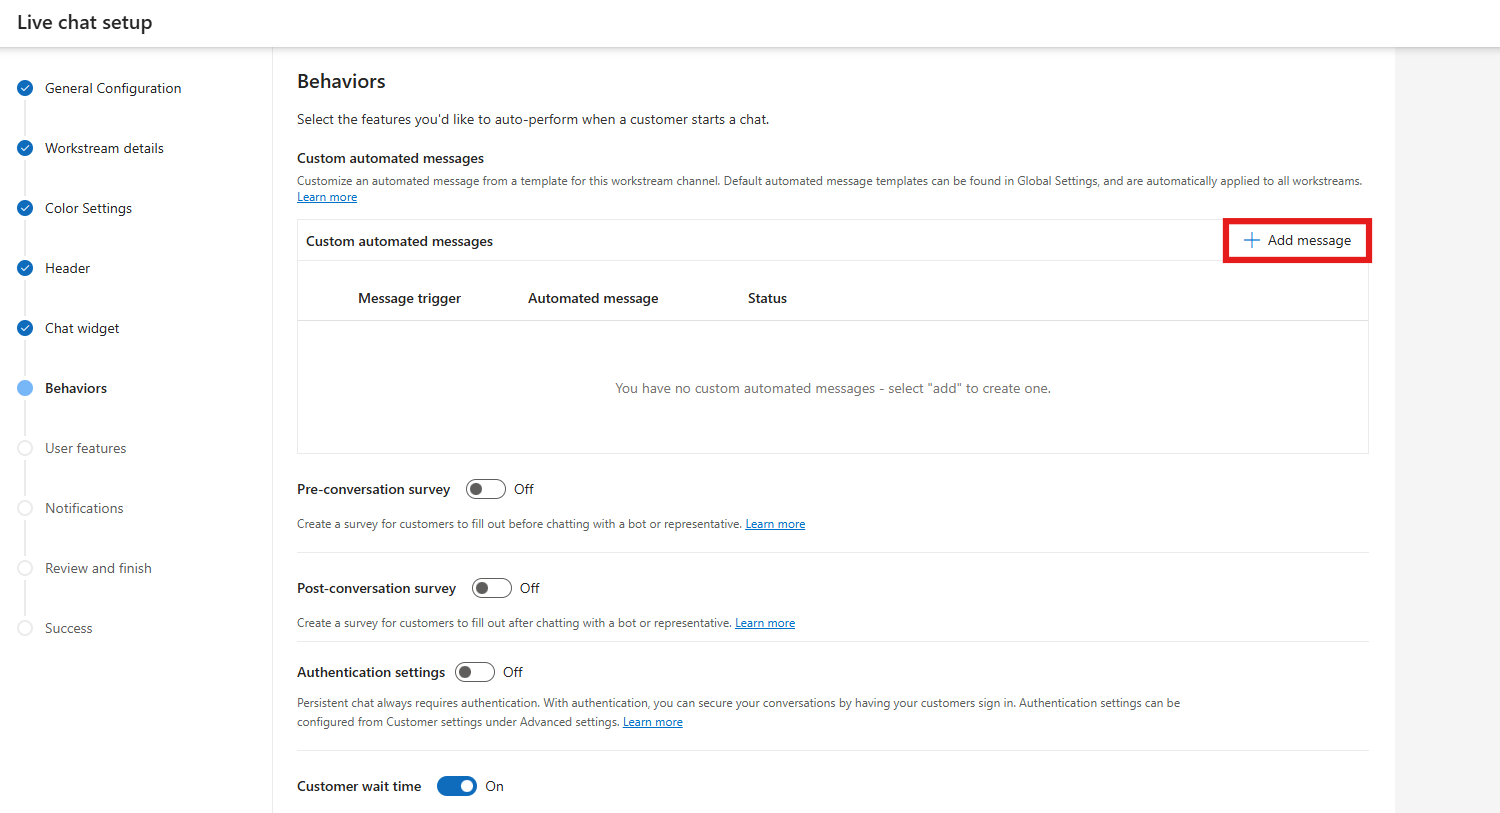 Live chat setup
General Configuration
Workstream details
Color Settings
Header
Chat widget
Behaviors
User features
Notifications
Review and finish
Success
Behaviors
Select the features you'd like to auto-perform when a customer starts a chat.
Custom automated messages
Customize an automated message from a template for this workstream channel. Default automated message templates can be found in Global Settings, and are automatically applied to all workstreams.
Learn more
Custom automated messages
Add message
Message trigger Automated message Status
You have no custom automated messages - select "add" to create one.
Pre-conversation survey Off
Create a survey for customers to fill out before chatting with a bot or representative. Learn more
Post-conversation survey Off
Create a survey for customers to fill out after chatting with a bot or representative. Learn more
Authentication settings Off
Persistent chat always requires authentication. With authentication, you can secure your conversations by having your customers sign in. Authentication settings can be
configured from Customer settings under Advanced settings. Learn more
Customer wait time On